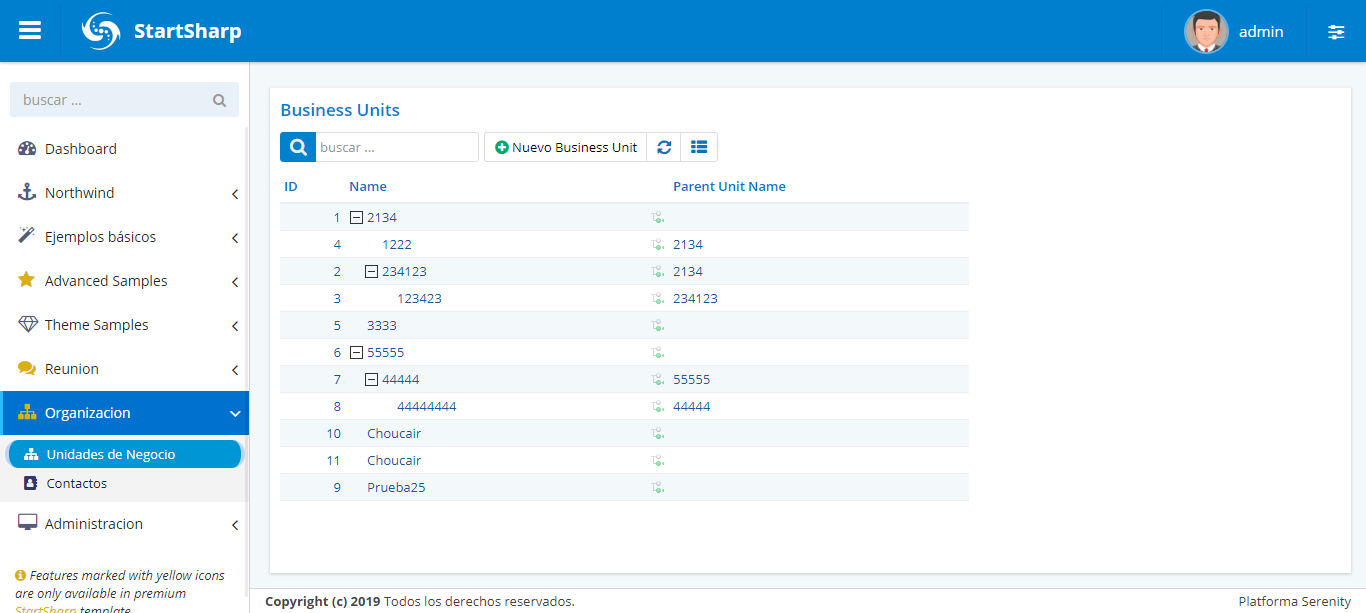 StartSharp
admin
buscar ...
Dashboard
Northwind
Ejemplos básicos
Advanced Samples
Theme Samples
Reunion
Organizacion
Unidades de Negocio
Contactos
Administracion
Features marked with yellow icons
are only available in premium
StartSharp template
Business Units
buscar ...
Nuevo Business Unit
ID Name Parent Unit Name
1 2134
4 1222 2134
2 234123 2134
3 123423 234123
5 3333
6 55555
7 44444 55555
8 44444444 44444
10 Choucair
11 Choucair
9 Prueba25
Copyright (c) 2019 Todos los derechos reservados.
Platforma Serenity